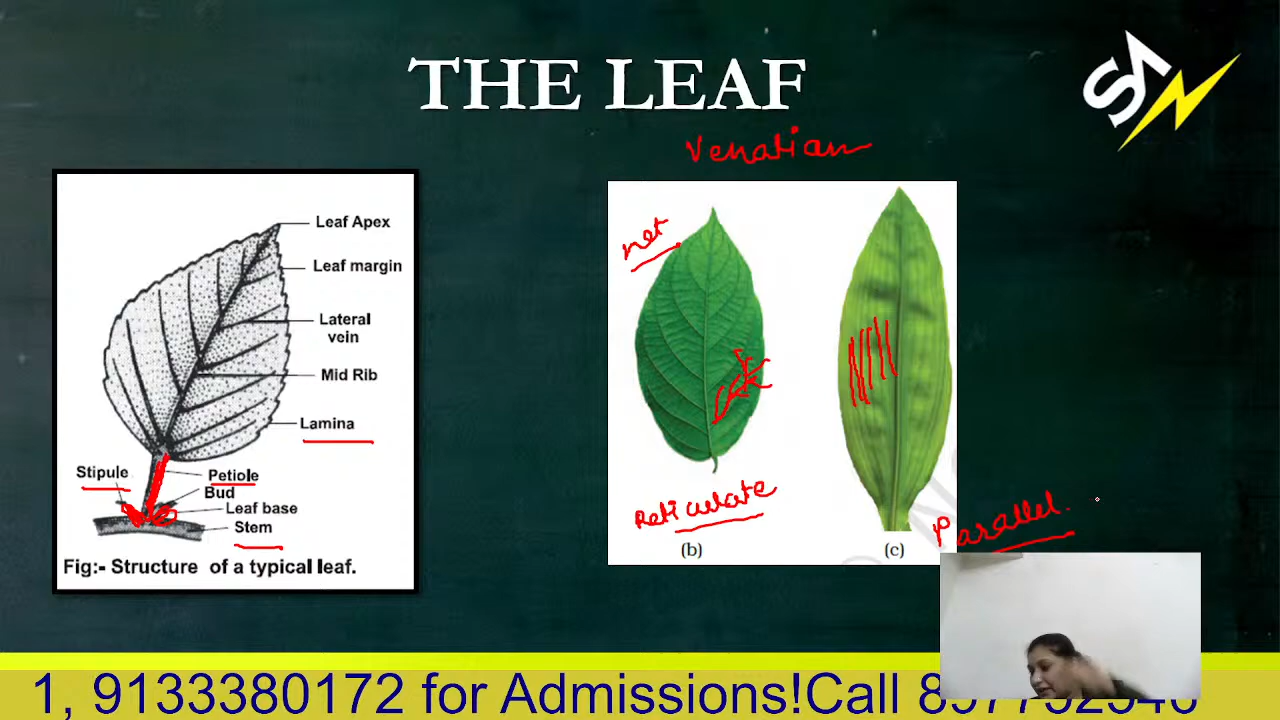 THE LEAF
SAN
Venation
Leaf Apex
Leaf margin
Lateral
vein
Mid Rib
Lamina
Stipule
Petiole
Bud
Leaf base
Stem
Fig:- Structure of a typical leaf.
net
Reticulate
Parallel.
(b)
(c)
1, 9133380172 for Admissions!Call